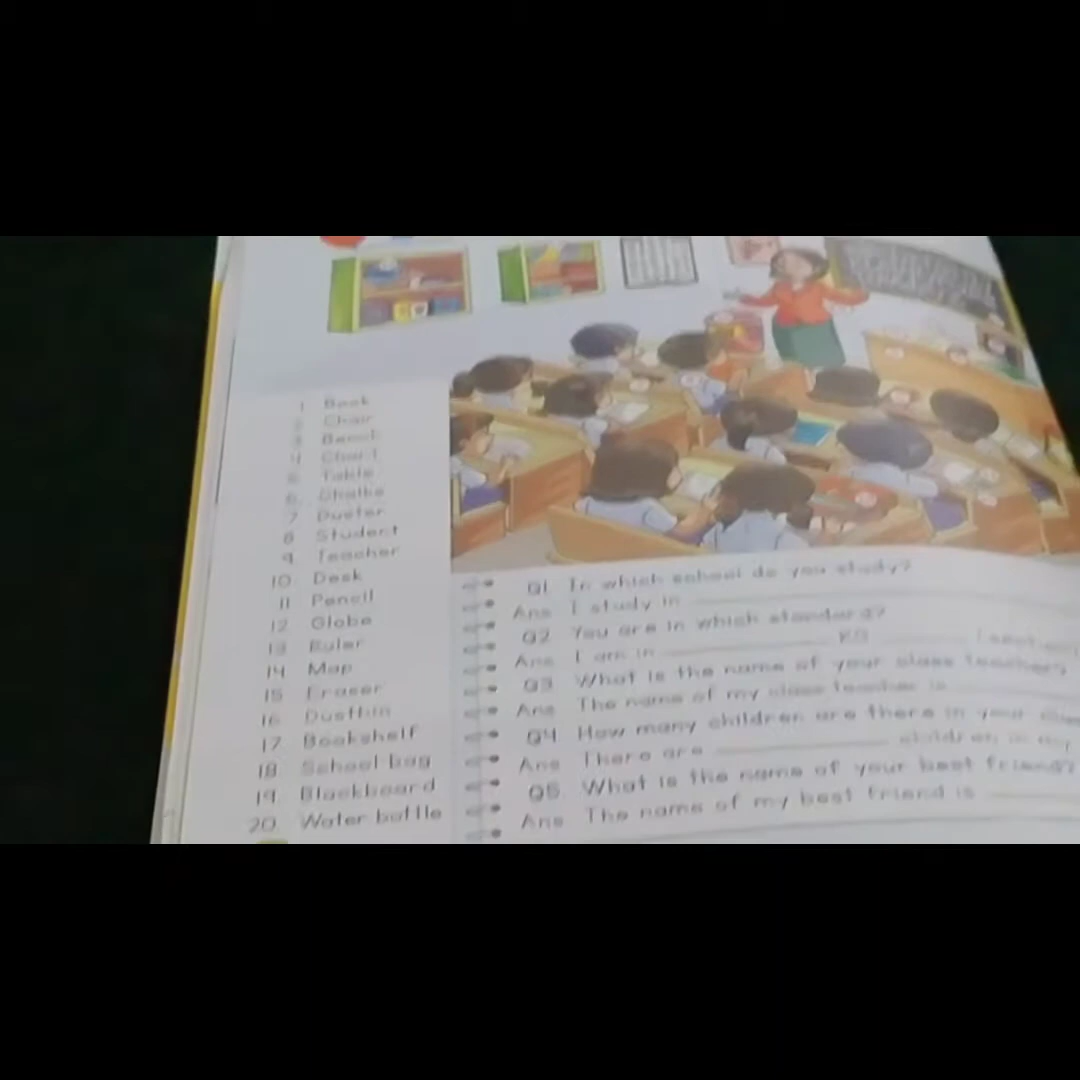 1 Book
2 Chair
3 Bench
4 Chart
5 Table
6 Chalks
7 Duster
8 Student
9 Teacher
10 Desk
11 Pencil
12 Globe
13 Ruler
14 Map
15 Eraser
16 Dustbin
17 Bookshelf
18 School bag
19 Blackboard
20 Water bottle
Q1 In which school do you study?
Ans I study in
Q2 You are in which standard?
Ans I am in KG
Q3 What is the name of your class teacher?
Ans The name of my class teacher is
Q4 How many children are there in your
Ans There are children in my
Q5 What is the name of your best friend?
Ans The name of my best friend is